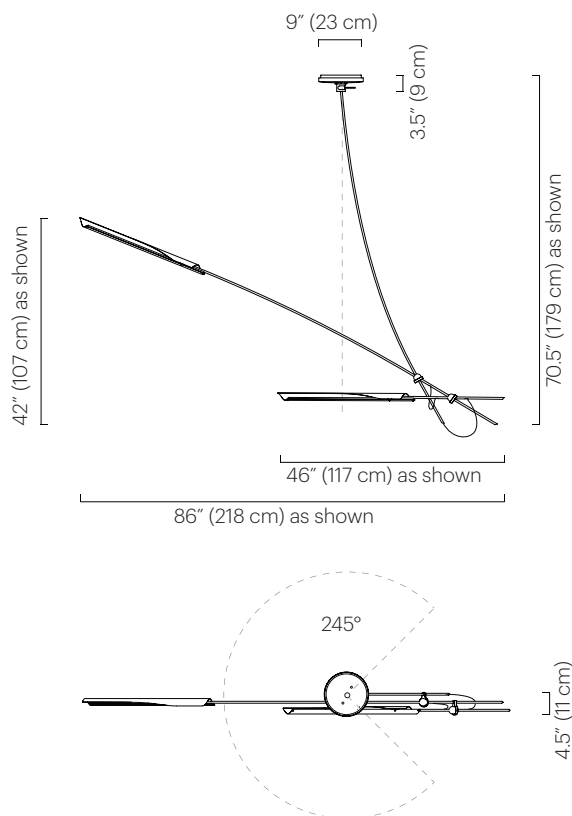 9” (23 cm)
3.5” (9 cm)
42” (107 cm) as shown
70.5” (179 cm) as shown
46” (117 cm) as shown
86” (218 cm) as shown
245°
4.5” (11 cm)